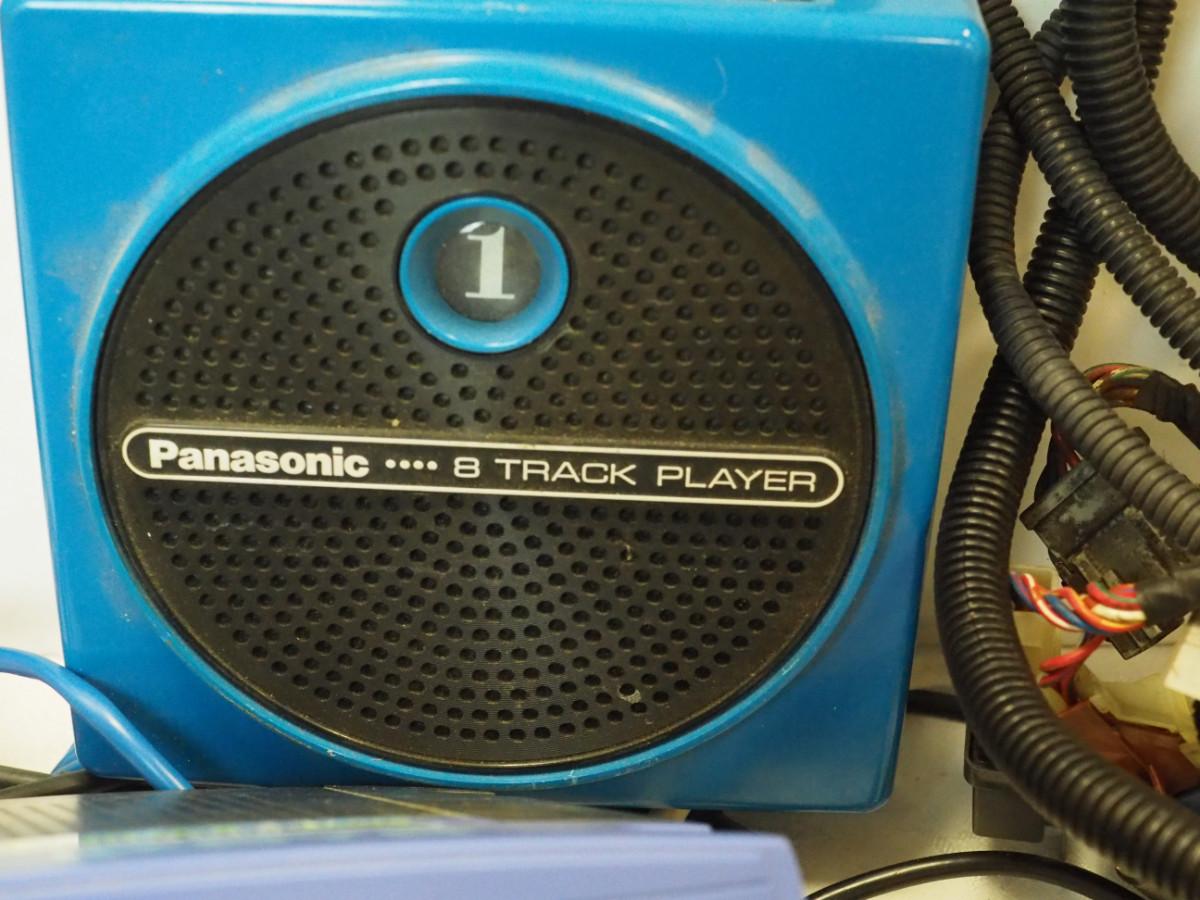 1
Panasonic •••• 8 TRACK PLAYER